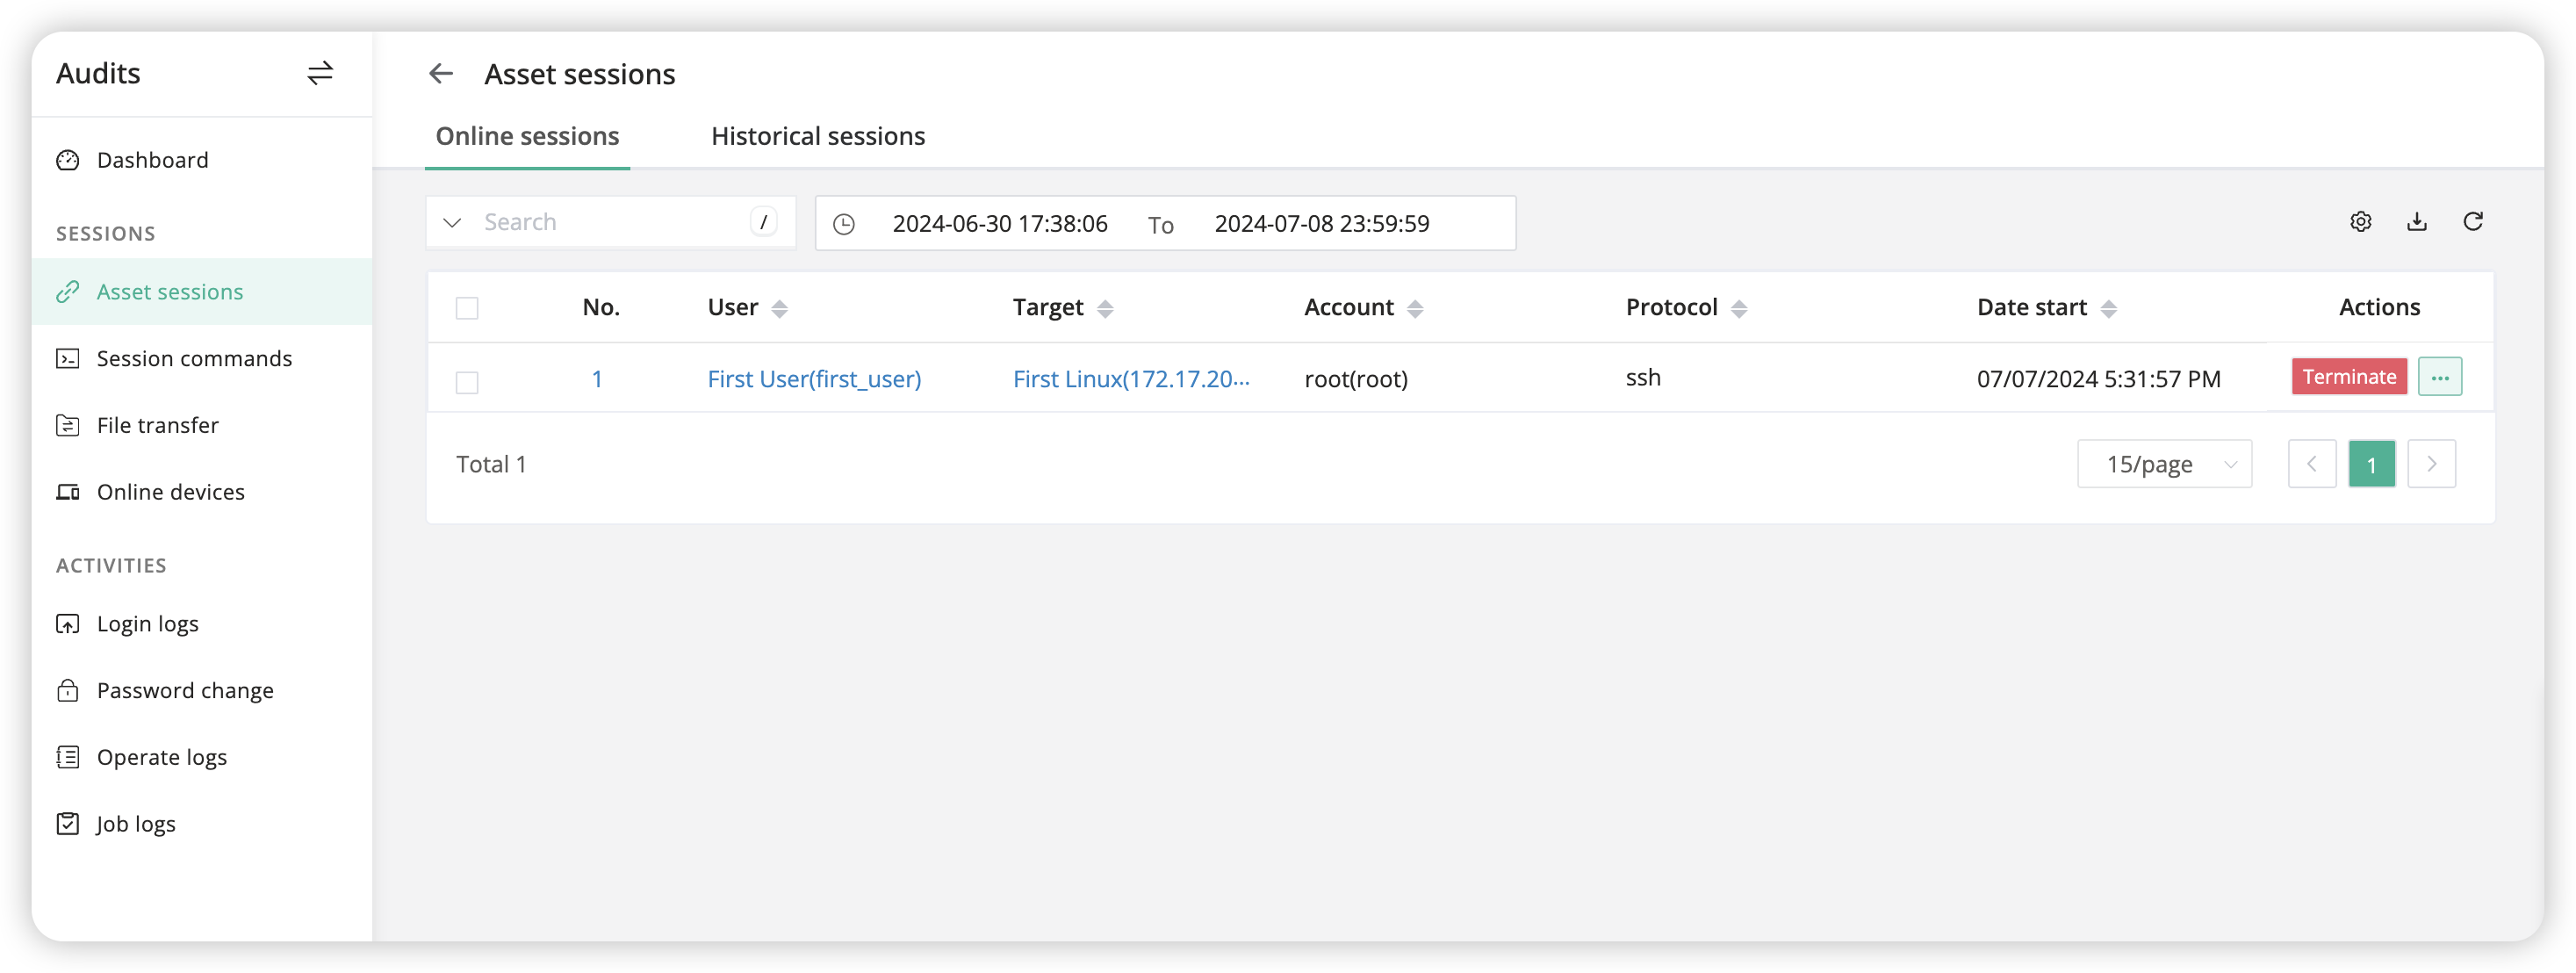 Audits
Dashboard
SESSIONS
Asset sessions
Session commands
File transfer
Online devices
ACTIVITIES
Login logs
Password change
Operate logs
Job logs
Asset sessions
Online sessions Historical sessions
Search / 2024-06-30 17:38:06 To 2024-07-08 23:59:59
No. User Target Account Protocol Date start Actions
1 First User(first_user) First Linux(172.17.20... root(root) ssh 07/07/2024 5:31:57 PM Terminate ...
Total 1 15/page 1